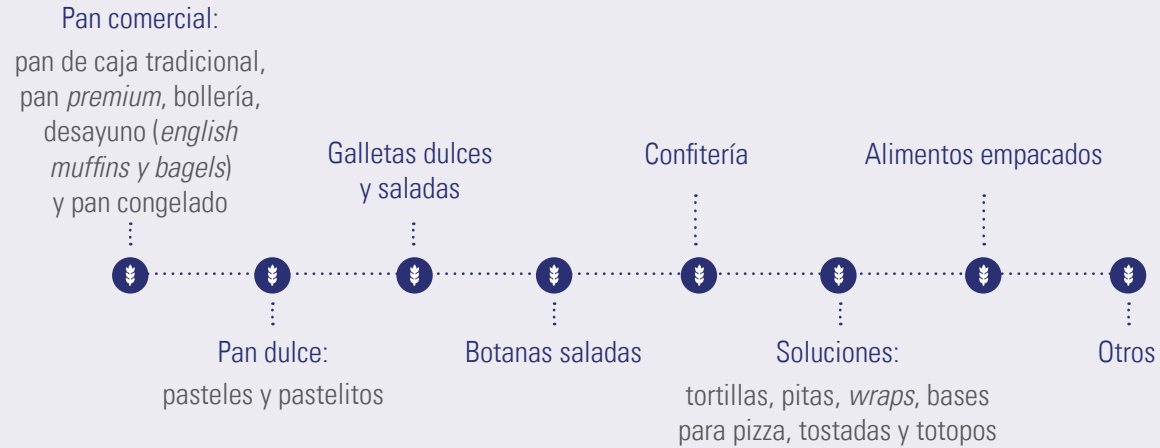 Pan comercial:
pan de caja tradicional,
pan premium, bollería,
desayuno (english
muffins y bagels)
y pan congelado
Pan dulce:
pasteles y pastelitos
Galletas dulces
y saladas
Botanas saladas
Confitería
Soluciones:
tortillas, pitas, wraps, bases
para pizza, tostadas y totopos
Alimentos empacados
Otros